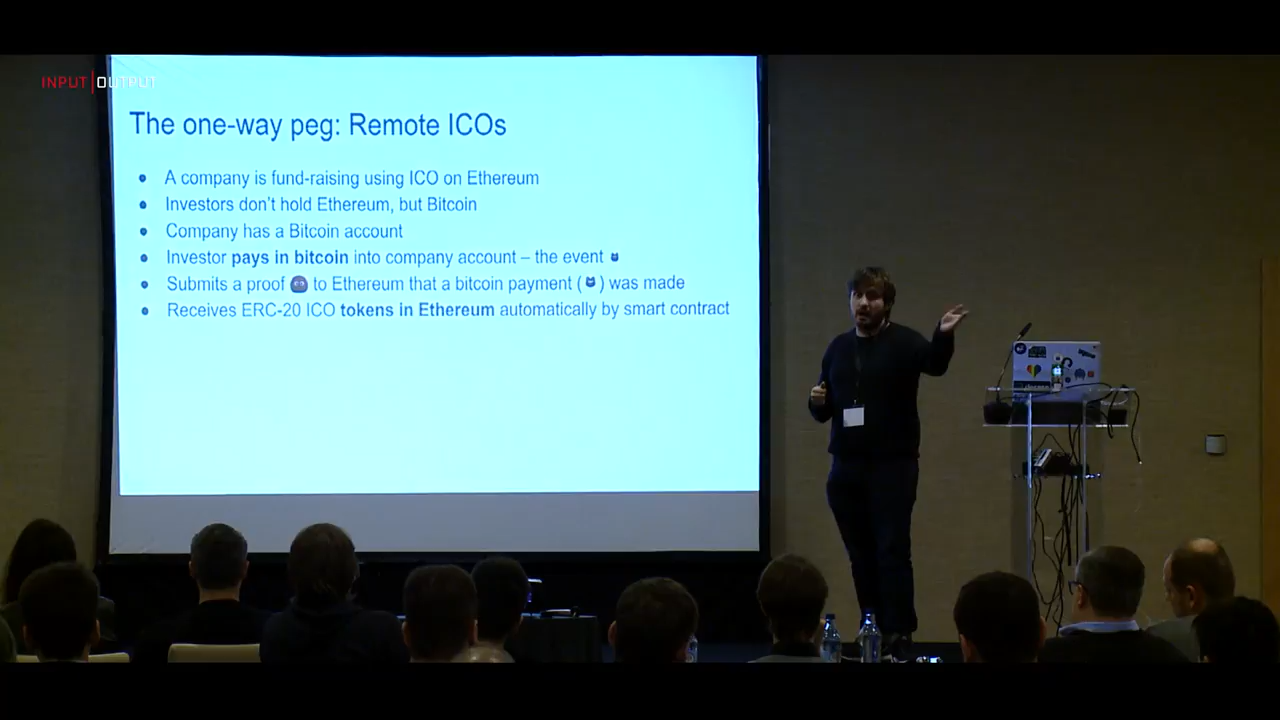 INPUT|OUTPUT
The one-way peg: Remote ICOs
A company is fund-raising using ICO on Ethereum
Investors don't hold Ethereum, but Bitcoin
Company has a Bitcoin account
Investor pays in bitcoin into company account – the event
Submits a proof to Ethereum that a bitcoin payment ( ) was made
Receives ERC-20 ICO tokens in Ethereum automatically by smart contract